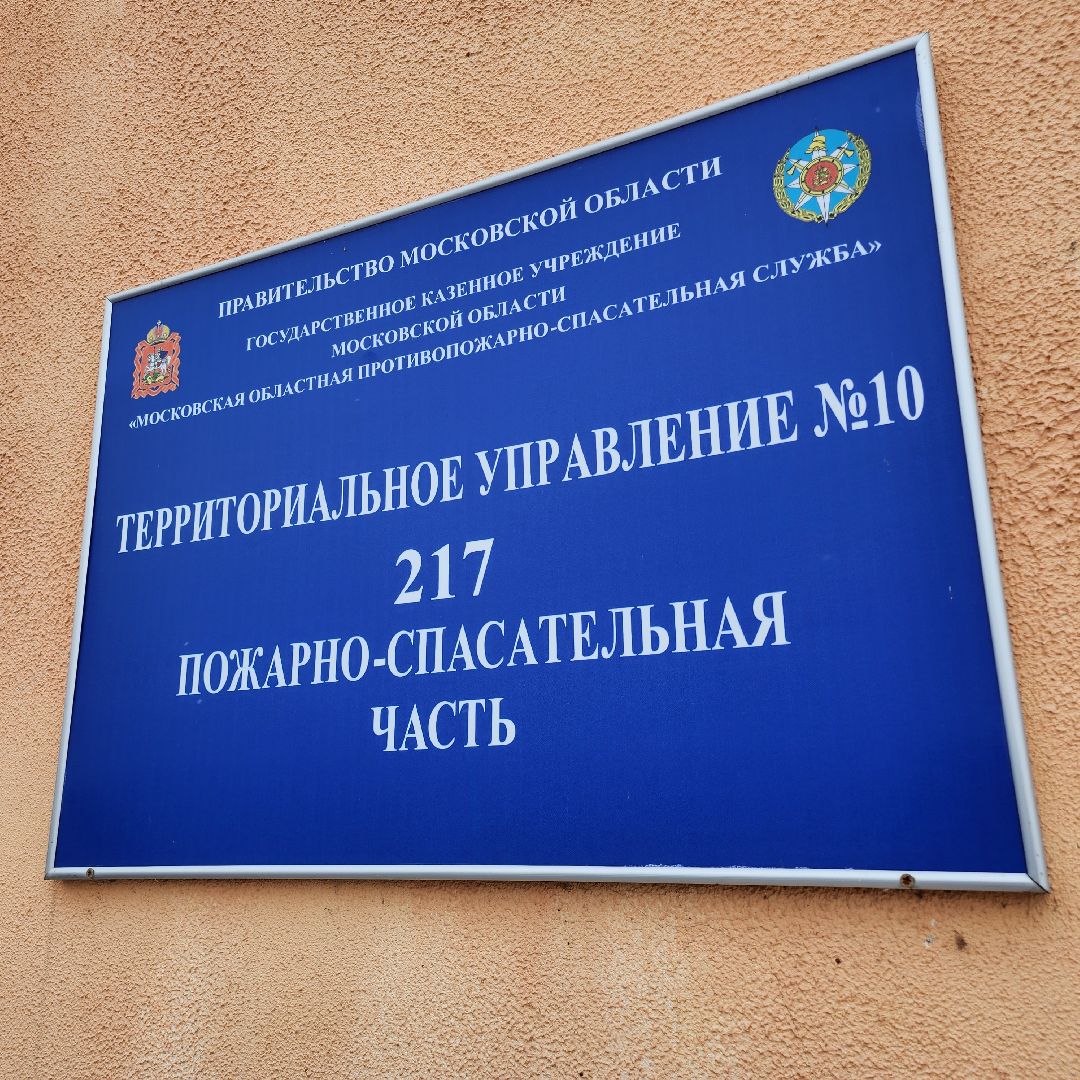 ПРАВИТЕЛЬСТВО МОСКОВСКОЙ ОБЛАСТИ
ГОСУДАРСТВЕННОЕ КАЗЕННОЕ УЧРЕЖДЕНИЕ
МОСКОВСКОЙ ОБЛАСТИ
«МОСКОВСКАЯ ОБЛАСТНАЯ ПРОТИВОПОЖАРНО-СПАСАТЕЛЬНАЯ СЛУЖБА»
ТЕРРИТОРИАЛЬНОЕ УПРАВЛЕНИЕ №10
217
ПОЖАРНО-СПАСАТЕЛЬНАЯ
ЧАСТЬ